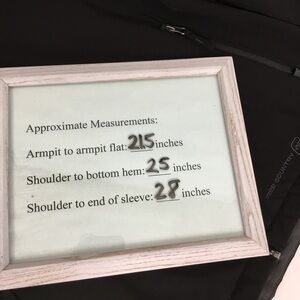 Approximate Measurements:
Armpit to armpit flat: 21.5 inches
Shoulder to bottom hem: 25 inches
Shoulder to end of sleeve: 28 inches
COUNTRY